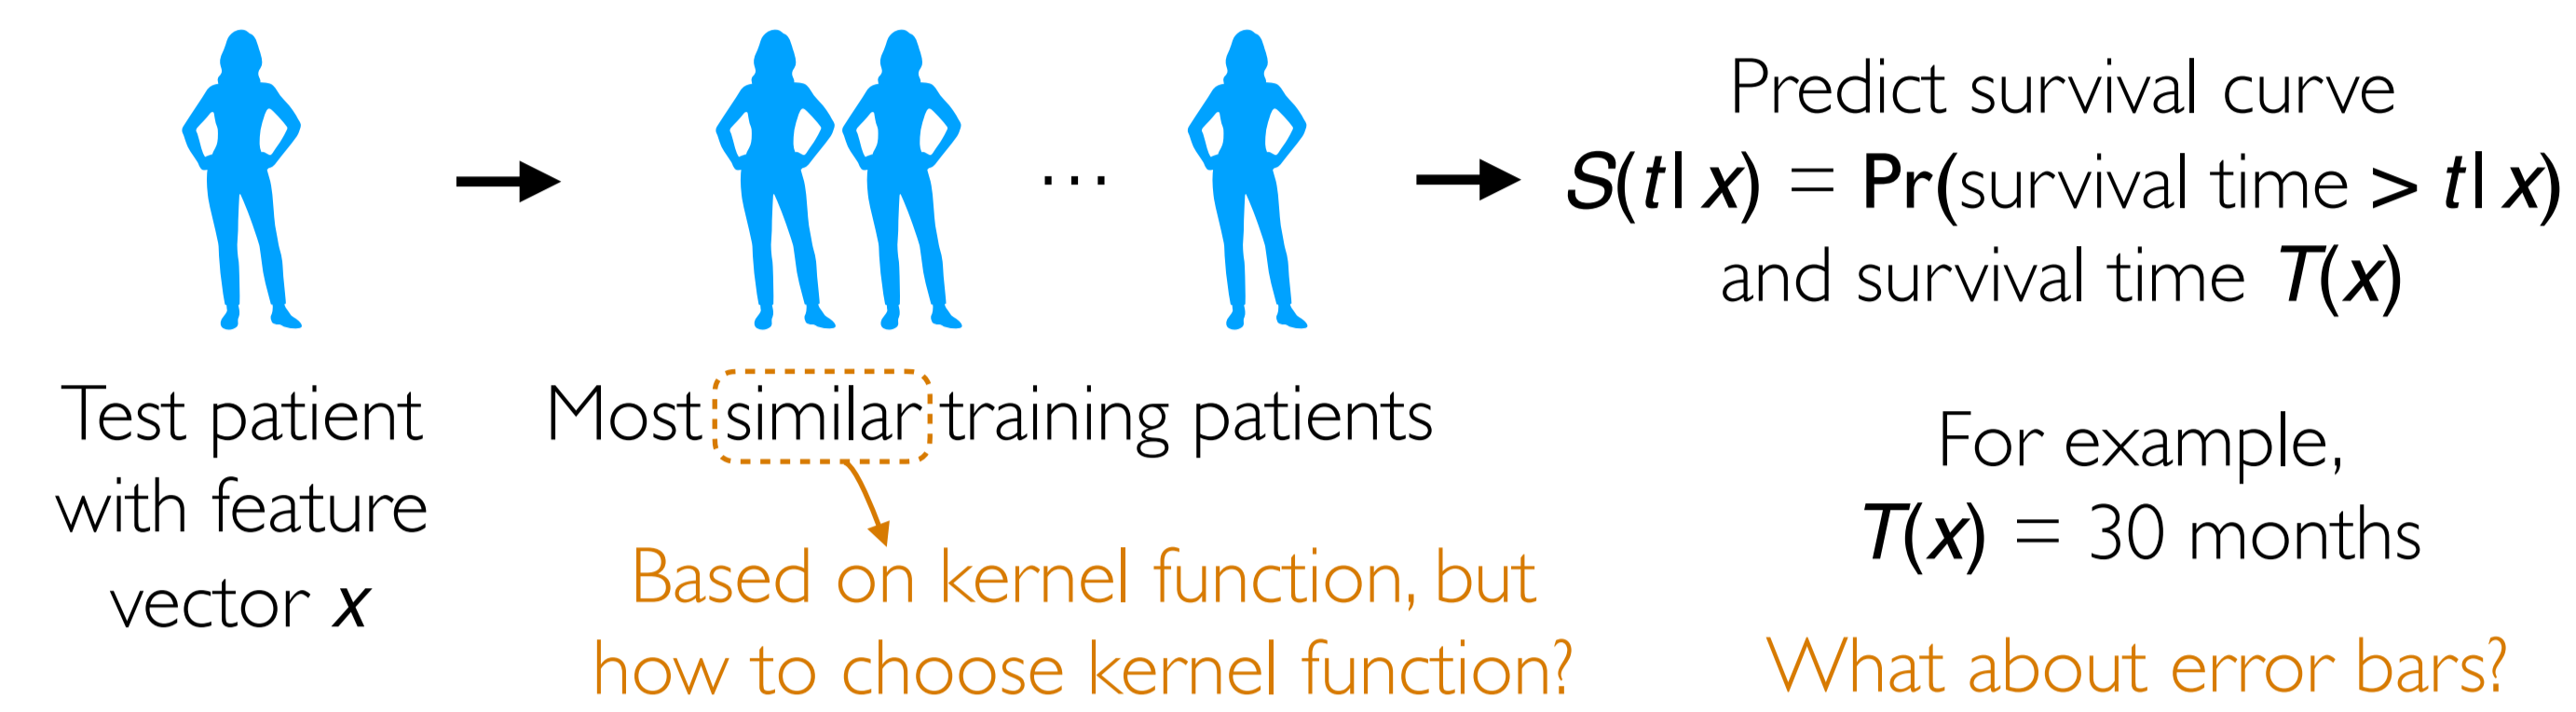 Test patient
with feature
vector x
...
Most similar training patients
Based on kernel function, but
how to choose kernel function?
Predict survival curve
S(t| x) = Pr(survival time > t| x)
and survival time T(x)
For example,
T(x) = 30 months
What about error bars?